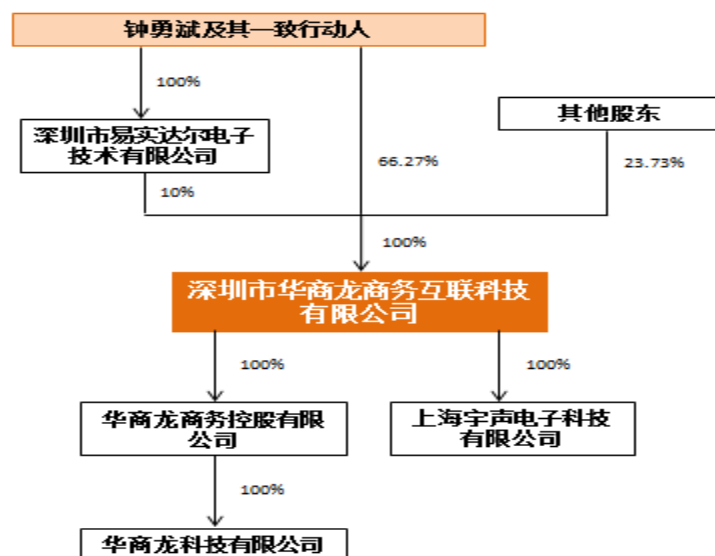 钟勇斌及其一致行动人
100%
深圳市易实达尔电子
技术有限公司
其他股东
66.27%
23.73%
10%
100%
深圳市华商龙商务互联科技
有限公司
100%
100%
华商龙商务控股有限
公司
上海宇声电子科技
有限公司
100%
华商龙科技有限公司